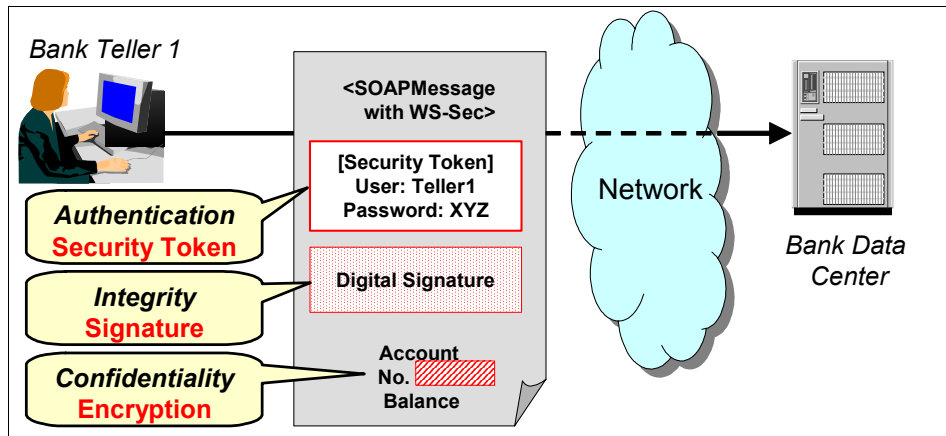 Bank Teller 1
<SOAPMessage
with WS-Sec>
[Security Token]
User: Teller1
Password: XYZ
Authentication
Security Token
Digital Signature
Integrity
Signature
Account
No.
Balance
Confidentiality
Encryption
Network
Bank Data
Center